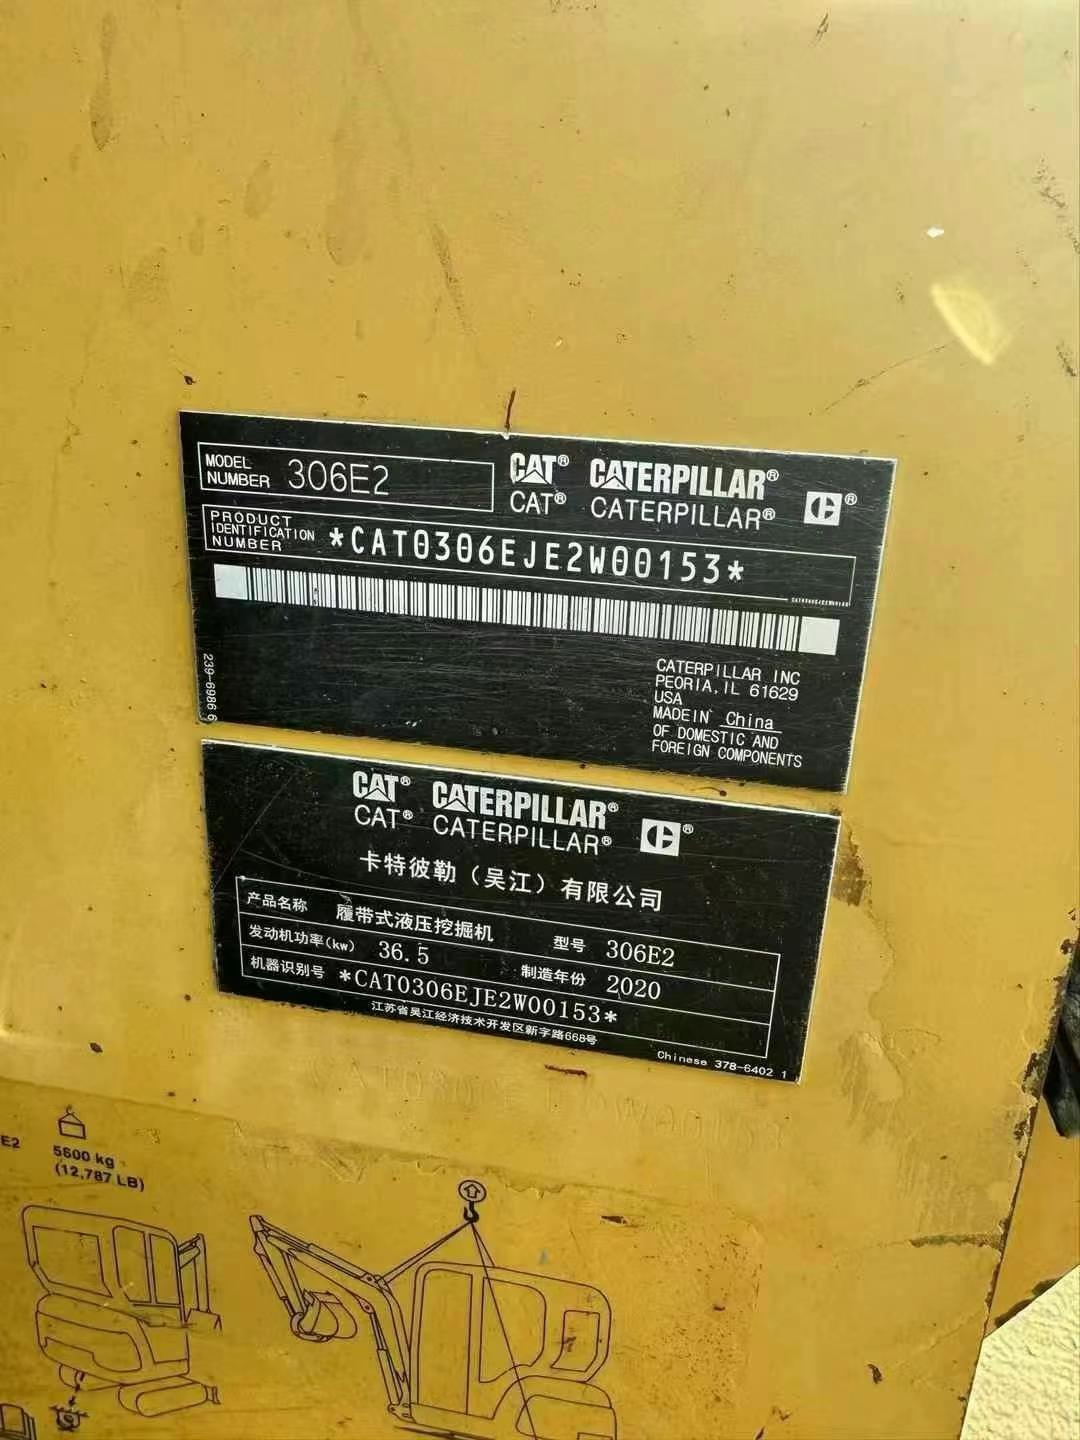 MODEL NUMBER 306E2
CAT® CATERPILLAR®
CAT® CATERPILLAR®
PRODUCT IDENTIFICATION NUMBER *CAT0306EJE2W00153*
239-6986 6
CATERPILLAR INC
PEORIA, IL 61629
USA
MADE IN China
OF DOMESTIC AND
FOREIGN COMPONENTS
CAT® CATERPILLAR®
CAT® CATERPILLAR®
卡特彼勒（吴江）有限公司
产品名称 履带式液压挖掘机 型号 306E2
发动机功率(kw) 36.5 制造年份 2020
机器识别号 *CAT0306EJE2W00153*
江苏省吴江经济技术开发区新字路668号
Chinese 378-6402 1
E2
5600 kg
(12,787 LB)